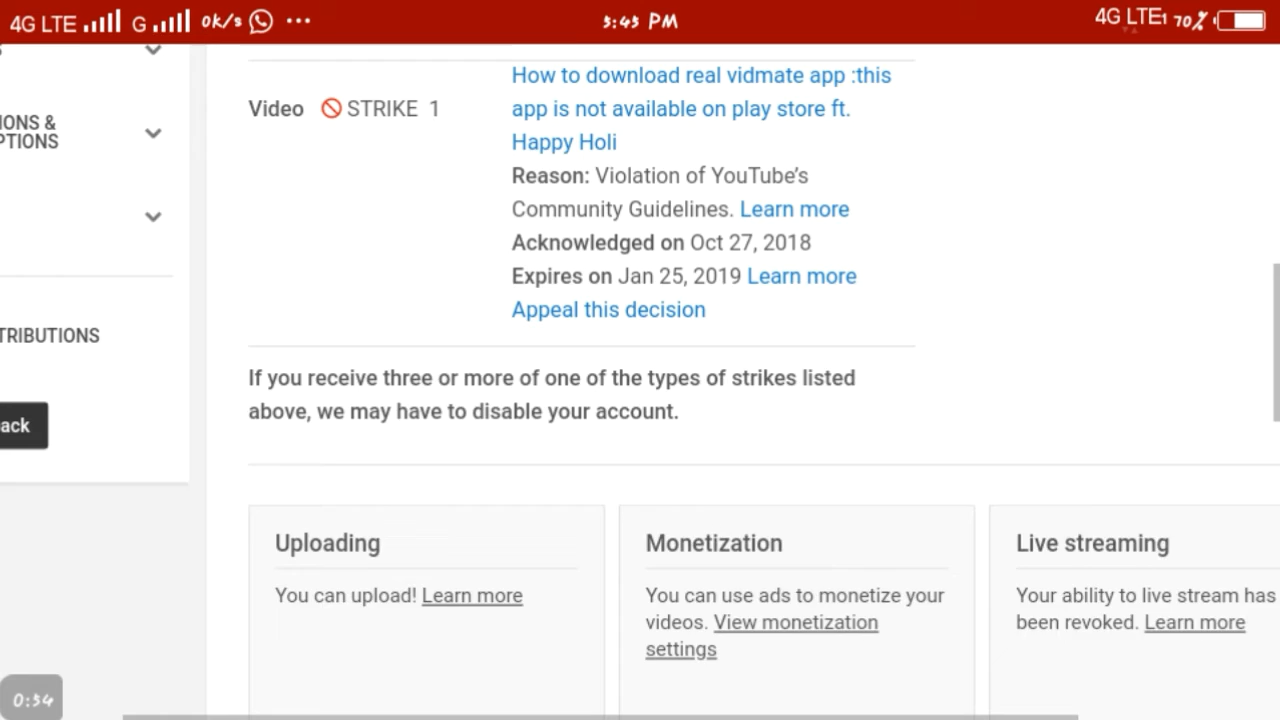 4G LTE G 0k/s ••• 5:45 PM 4G LTE1 70%
IONS &
PTIONS
TRIBUTIONS
ack
Video STRIKE 1
How to download real vidmate app :this
app is not available on play store ft.
Happy Holi
Reason: Violation of YouTube’s
Community Guidelines. Learn more
Acknowledged on Oct 27, 2018
Expires on Jan 25, 2019 Learn more
Appeal this decision
If you receive three or more of one of the types of strikes listed
above, we may have to disable your account.
Uploading
You can upload! Learn more
Monetization
You can use ads to monetize your
videos. View monetization
settings
Live streaming
Your ability to live stream has
been revoked. Learn more
0:54